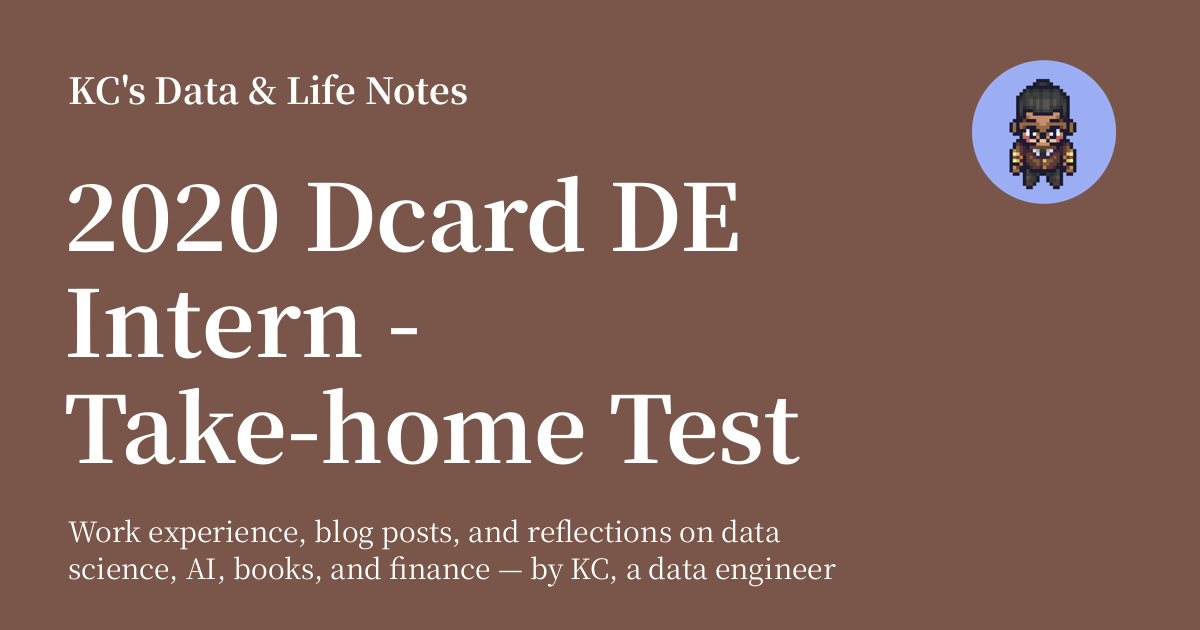 KC's Data & Life Notes
2020 Dcard DE
Intern -
Take-home Test
Work experience, blog posts, and reflections on data
science, AI, books, and finance — by KC, a data engineer